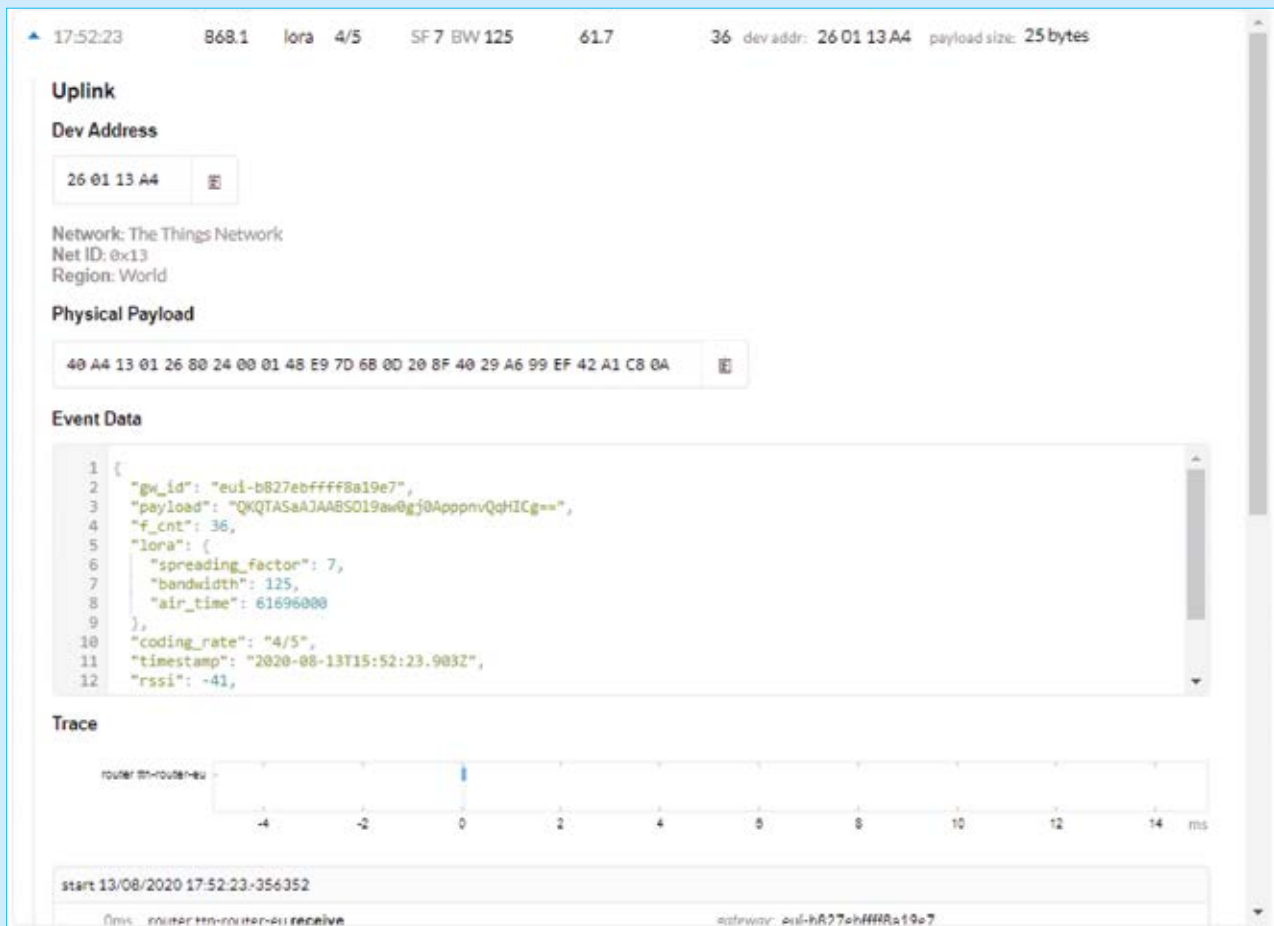 17:52:23 868.1 lora 4/5 SF 7 BW 125 61.7 36 dev addr: 26 01 13 A4 payload size: 25 bytes
Uplink
Dev Address
26 01 13 A4
Network: The Things Network
Net ID: 0x13
Region: World
Physical Payload
40 A4 13 01 26 80 24 00 01 48 E9 7D 6B 0D 20 8F 40 29 A6 99 EF 42 A1 C8 0A
Event Data
1 {
2 "gw_id": "eui-b827ebffff8a19e7",
3 "payload": "QKQTASaAJAABSOl9aw0gj0ApppnvQqHICg==",
4 "f_cnt": 36,
5 "lora": {
6 "spreading_factor": 7,
7 "bandwidth": 125,
8 "air_time": 61696000
9 },
10 "coding_rate": "4/5",
11 "timestamp": "2020-08-13T15:52:23.903Z",
12 "rssi": -41,
Trace
router ttn-router-eu
-4 -2 0 2 4 6 8 10 12 14 ms
start 13/08/2020 17:52:23.-356352
0ms router ttn-router-eu receive gateway: eui-b827ebffff8a19e7